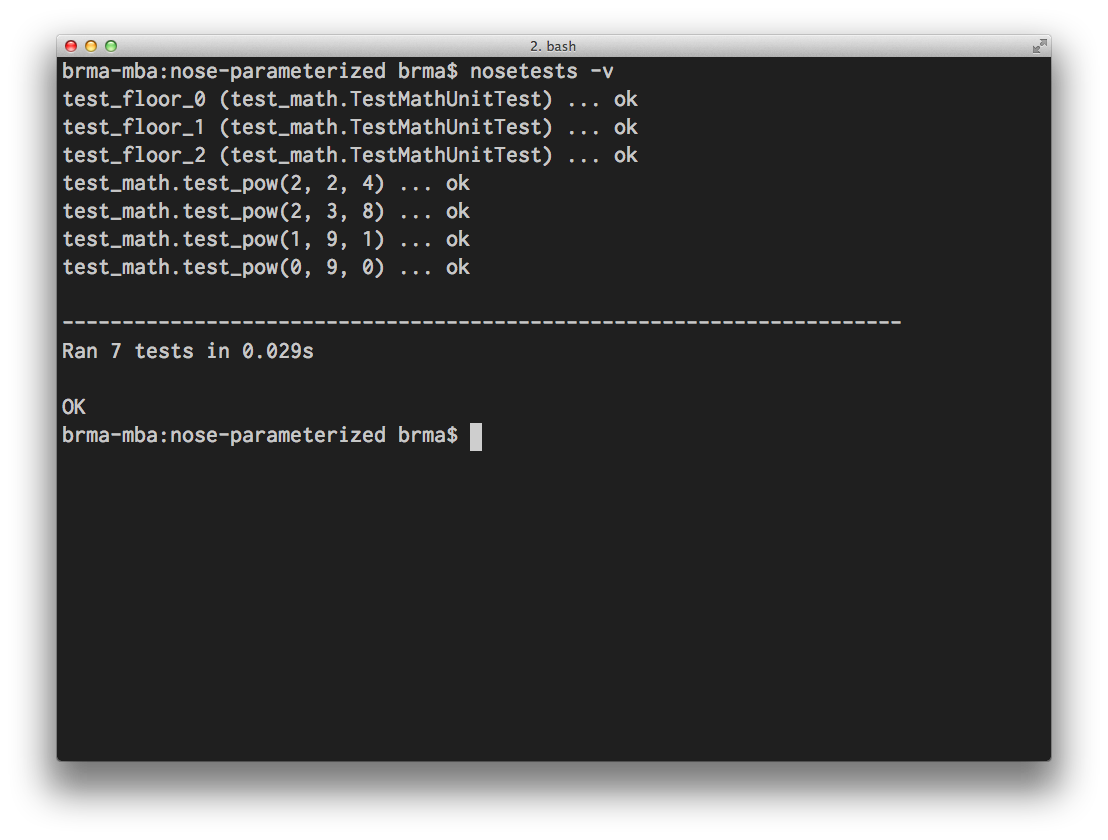 2. bash
brma-mba:nose-parameterized brma$ nosetests -v
test_floor_0 (test_math.TestMathUnitTest) ... ok
test_floor_1 (test_math.TestMathUnitTest) ... ok
test_floor_2 (test_math.TestMathUnitTest) ... ok
test_math.test_pow(2, 2, 4) ... ok
test_math.test_pow(2, 3, 8) ... ok
test_math.test_pow(1, 9, 1) ... ok
test_math.test_pow(0, 9, 0) ... ok
----------------------------------------------------------------------
Ran 7 tests in 0.029s
OK
brma-mba:nose-parameterized brma$